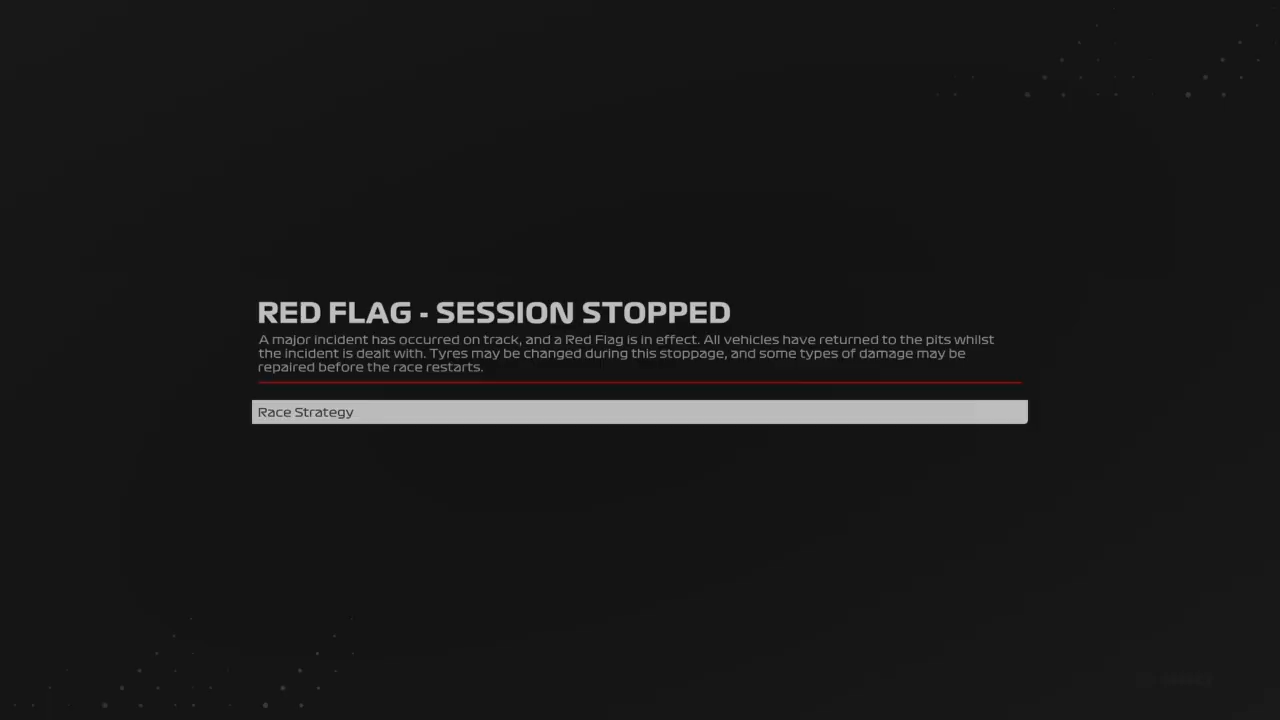 RED FLAG - SESSION STOPPED
A major incident has occurred on track, and a Red Flag is in effect. All vehicles have returned to the pits whilst
the incident is dealt with. Tyres may be changed during this stoppage, and some types of damage may be
repaired before the race restarts.
Race Strategy